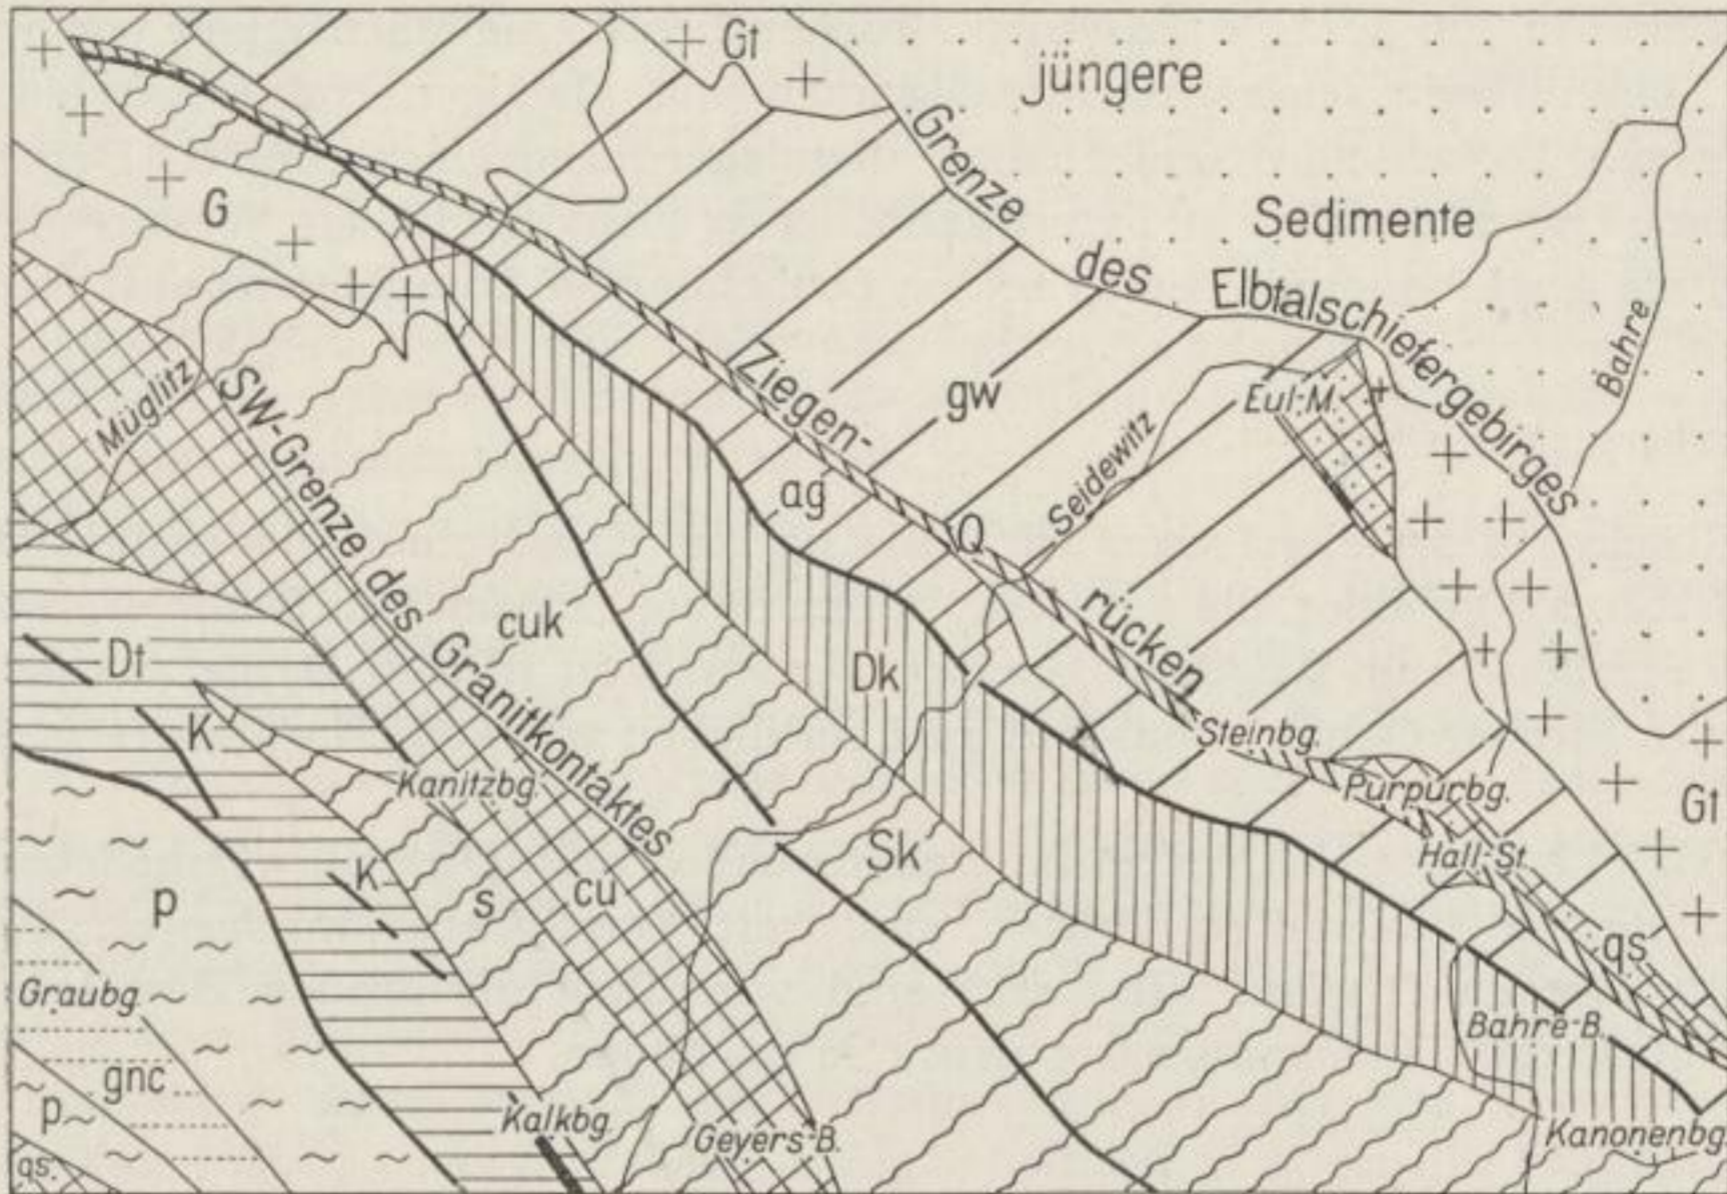 Gt
jüngere
Sedimente
G
Grenze des Elbtalschiefergebirges
Bahre
Müglitz
SW-Grenze des Granitkontaktes
Ziegen-
rücken
gw
Eul-M.
Seidewitz
ag
Q
cuk
Dt
Dk
K
Steinbg.
Kanitzbg.
Purpurbg.
Gt
Hall-St.
Sk
K
s
cu
p
qs
Graubg.
Bahre-B.
gnc
p
Kalkbg.
Geyers-B.
Kanonenbg.
qs.